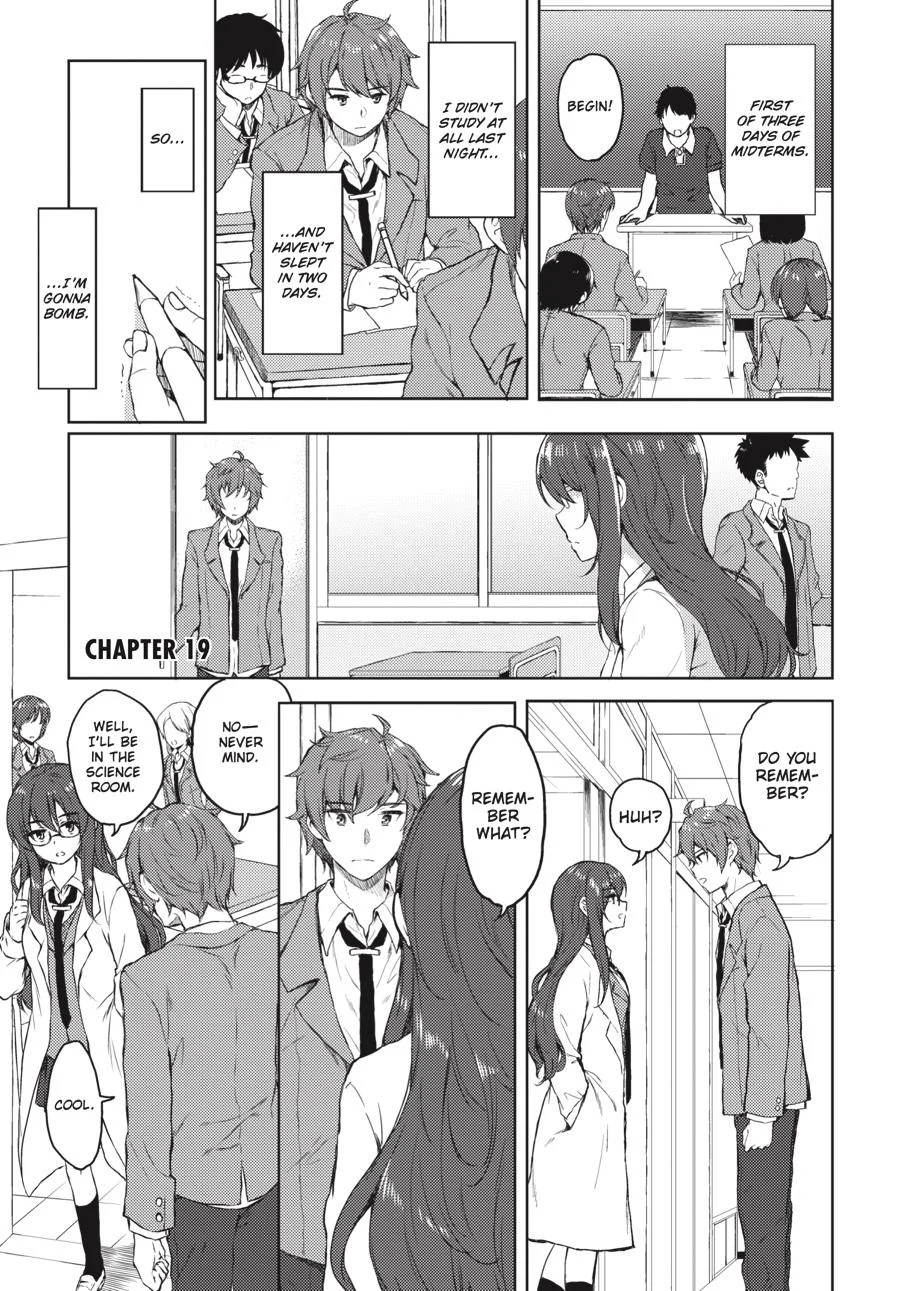 FIRST
OF THREE
DAYS OF
MIDTERMS.
BEGIN!
I DIDN'T
STUDY AT
ALL LAST
NIGHT...
...AND
HAVEN'T
SLEPT
IN TWO
DAYS.
SO...
...I'M
GONNA
BOMB.
CHAPTER 19
DO YOU
REMEM-
BER?
HUH?
REMEM-
BER
WHAT?
NO—
NEVER
MIND.
WELL,
I'LL BE
IN THE
SCIENCE
ROOM.
COOL.